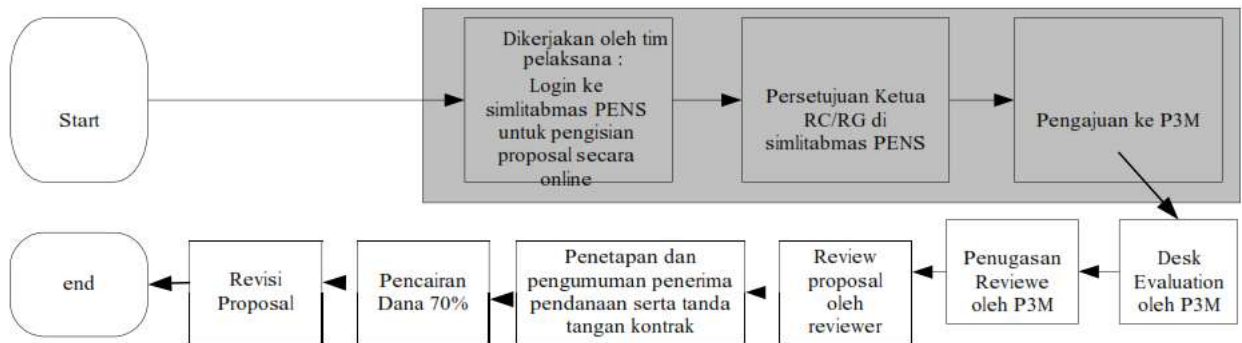 Start
Dikerjakan oleh tim
pelaksana :
Login ke
simlitabmas PENS
untuk pengisian
proposal secara
online
Persetujuan Ketua
RC/RG di
simlitabmas PENS
Pengajuan ke P3M
Desk
Evaluation
oleh P3M
Penugasan
Reviewe
oleh P3M
Review
proposal
oleh
reviewer
Penetapan dan
pengumuman penerima
pendanaan serta tanda
tangan kontrak
Pencairan
Dana 70%
Revisi
Proposal
end